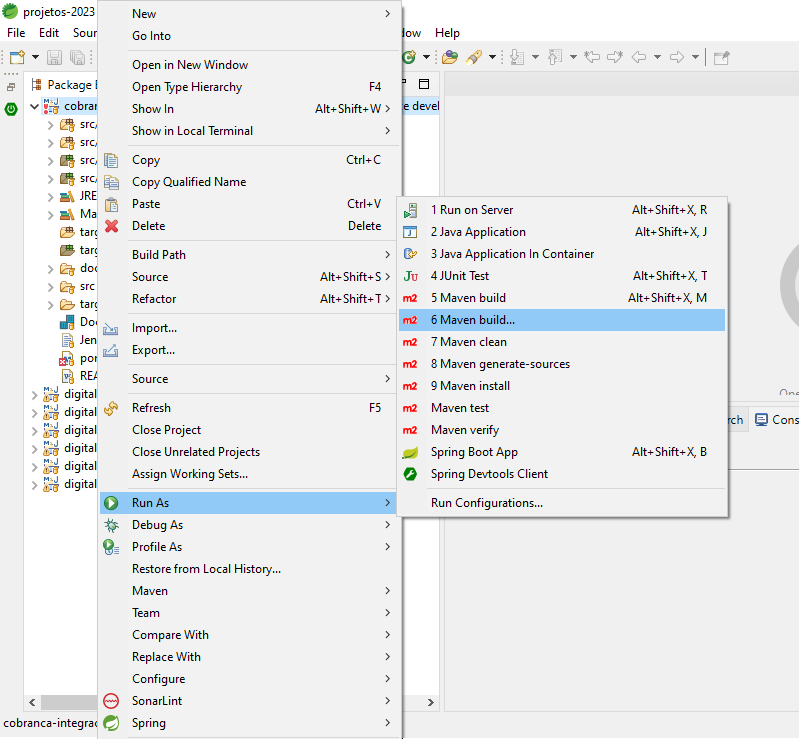 projetos-2023
File Edit Sour ow Help
Package E
cobran e devel
src/
src/
src/
src/
JRE
Ma
targ
targ
doc
src
targ
Doc
Jen
pom
REA
digital
digital
digital
digital
digital
digital
cobranca-integrac
New
Go Into
Open in New Window
Open Type Hierarchy F4
Show In Alt+Shift+W
Show in Local Terminal
Copy Ctrl+C
Copy Qualified Name
Paste Ctrl+V
Delete Delete
Build Path
Source Alt+Shift+S
Refactor Alt+Shift+T
Import...
Export...
Source
Refresh F5
Close Project
Close Unrelated Projects
Assign Working Sets...
Run As
Debug As
Profile As
Restore from Local History...
Maven
Team
Compare With
Replace With
Configure
SonarLint
Spring
1 Run on Server Alt+Shift+X, R
2 Java Application Alt+Shift+X, J
3 Java Application In Container
4 JUnit Test Alt+Shift+X, T
5 Maven build Alt+Shift+X, M
6 Maven build...
7 Maven clean
8 Maven generate-sources
9 Maven install
Maven test
Maven verify
Spring Boot App Alt+Shift+X, B
Spring Devtools Client
Run Configurations...
Ope
rch Cons